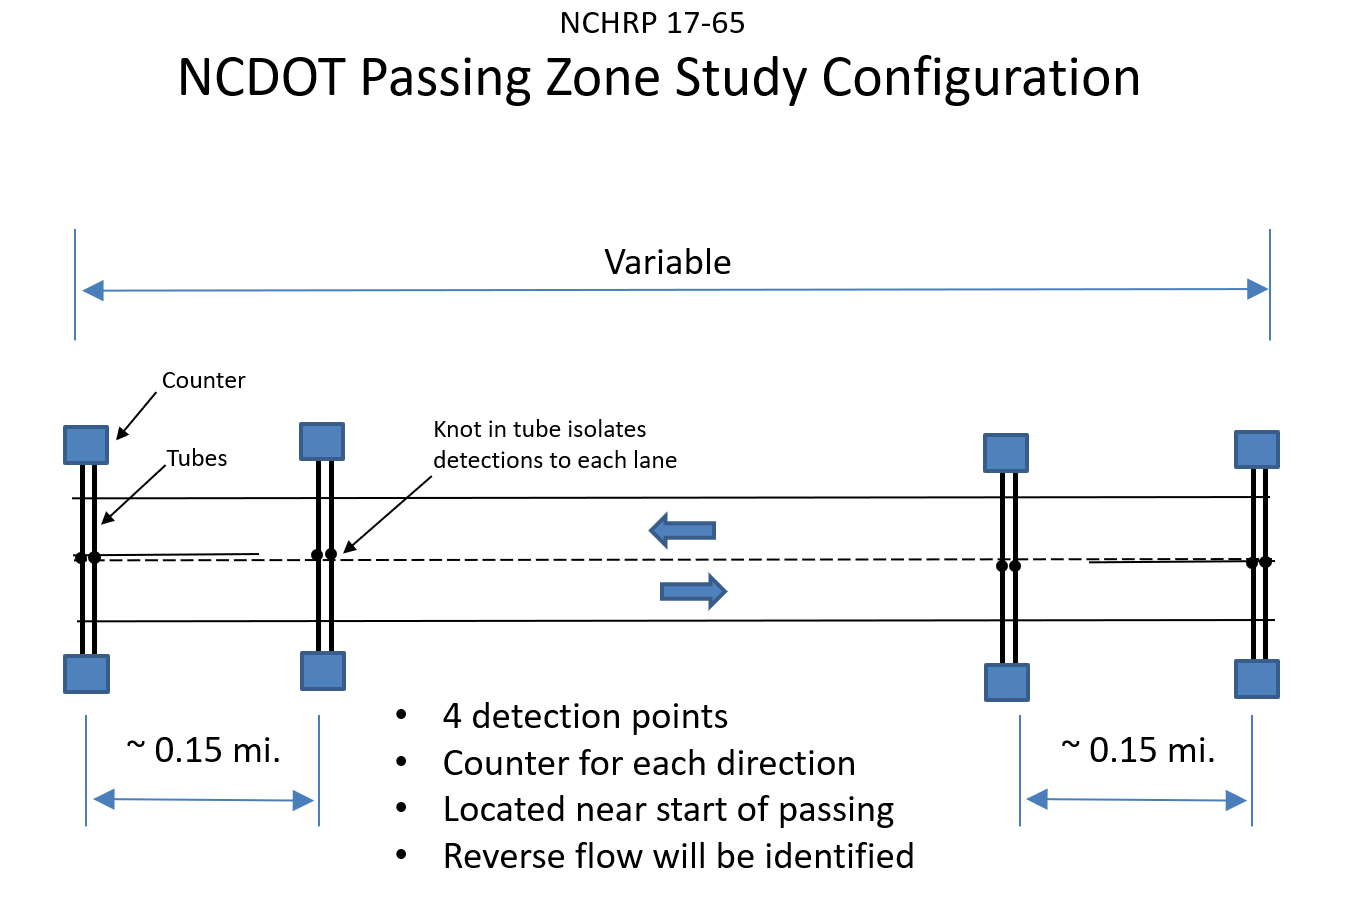 NCHRP 17-65
NCDOT Passing Zone Study Configuration
Variable
Counter
Tubes
Knot in tube isolates
detections to each lane
~ 0.15 mi.
~ 0.15 mi.
• 4 detection points
• Counter for each direction
• Located near start of passing
• Reverse flow will be identified